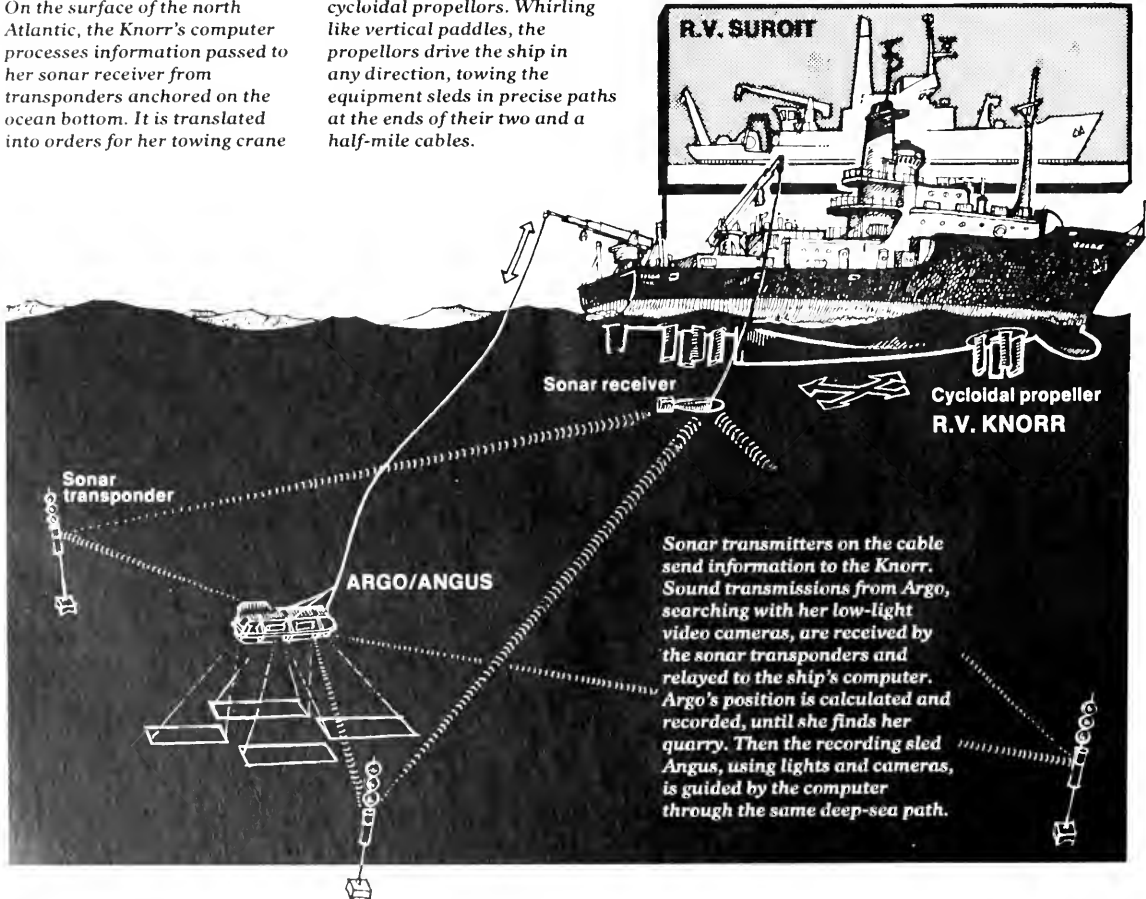 On the surface of the north
Atlantic, the Knorr's computer
processes information passed to
her sonar receiver from
transponders anchored on the
ocean bottom. It is translated
into orders for her towing crane
cycloidal propellors. Whirling
like vertical paddles, the
propellors drive the ship in
any direction, towing the
equipment sleds in precise paths
at the ends of their two and a
half-mile cables.
R.V. SUROIT
Sonar receiver
Cycloidal propeller
R.V. KNORR
Sonar
transponder
ARGO/ANGUS
Sonar transmitters on the cable
send information to the Knorr.
Sound transmissions from Argo,
searching with her low-light
video cameras, are received by
the sonar transponders and
relayed to the ship's computer.
Argo's position is calculated and
recorded, until she finds her
quarry. Then the recording sled
Angus, using lights and cameras,
is guided by the computer
through the same deep-sea path.